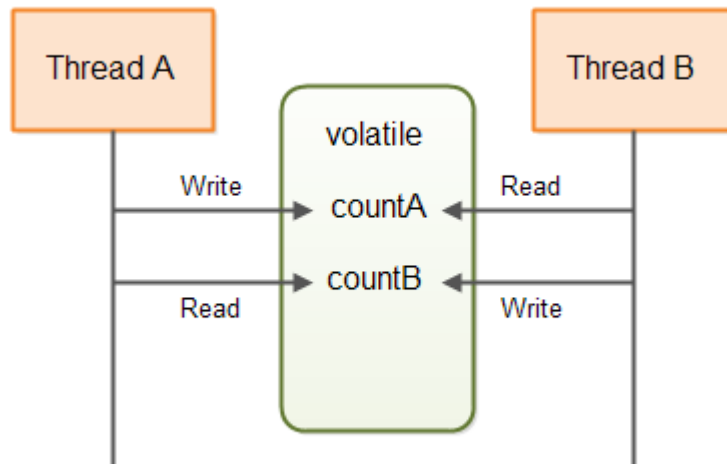 Thread A
Thread B
volatile
Write
countA
Read
countB
Read
Write